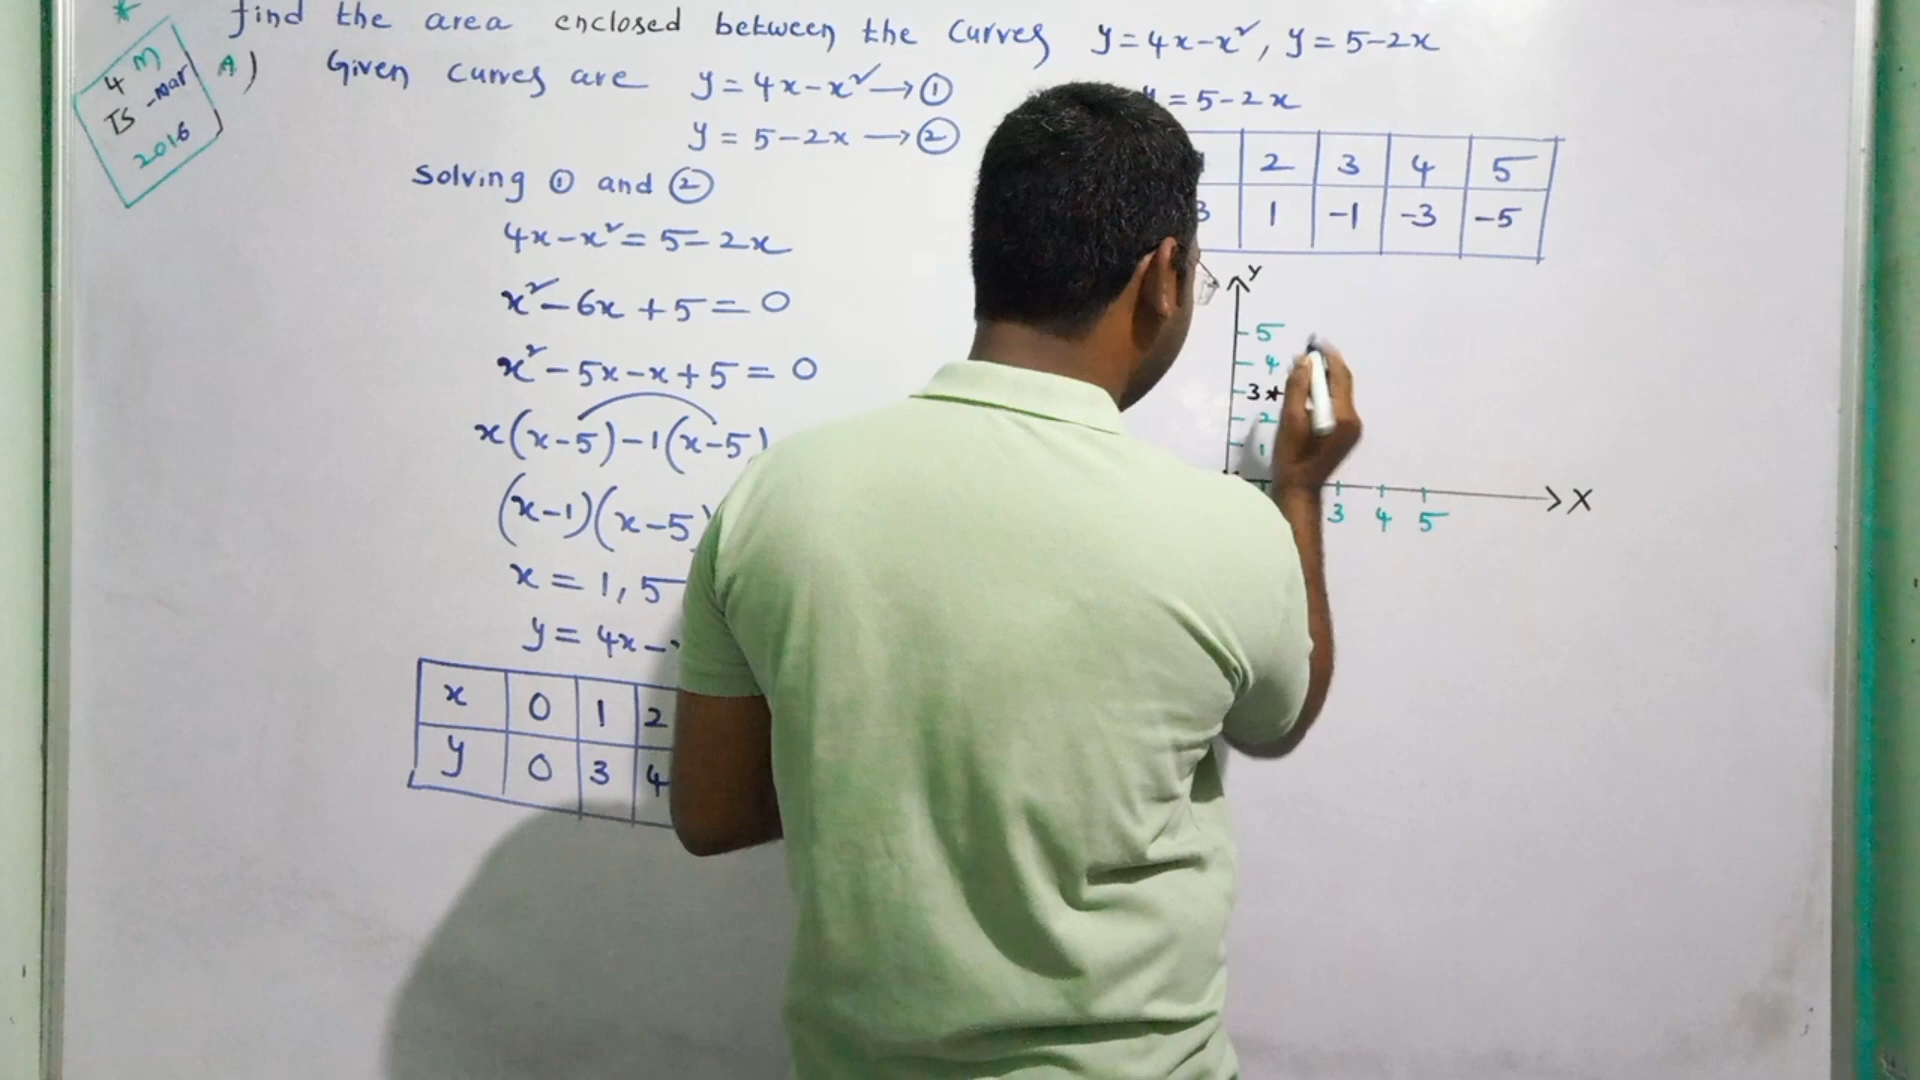 *
find the area enclosed between the curves y = 4x - x², y = 5 - 2x
4 M
TS - Mar
2016
A) Given curves are y = 4x - x² → ①
y = 5 - 2x → ②
Solving ① and ②
4x - x² = 5 - 2x
x² - 6x + 5 = 0
x² - 5x - x + 5 = 0
x(x-5) - 1(x-5)
(x-1)(x-5)
x = 1, 5
y = 4x -
x 0 1 2
y 0 3 4
y = 5 - 2x
2 3 4 5
3 1 -1 -3 -5
Y
5
4
3 *
2
1
X
3 4 5